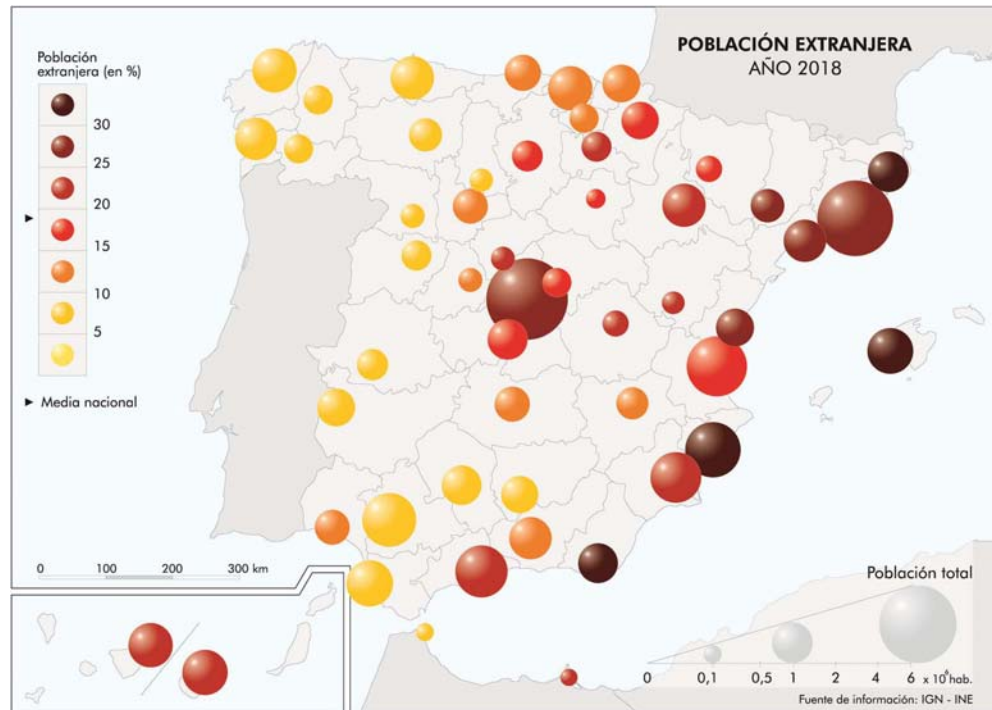 POBLACIÓN EXTRANJERA
AÑO 2018
Población
extranjera (en %)
30
25
20
15
10
5
Media nacional
0 100 200 300 km
Población total
0 0,1 0,5 1 2 4 6 x 10⁶ hab.
Fuente de información: IGN - INE